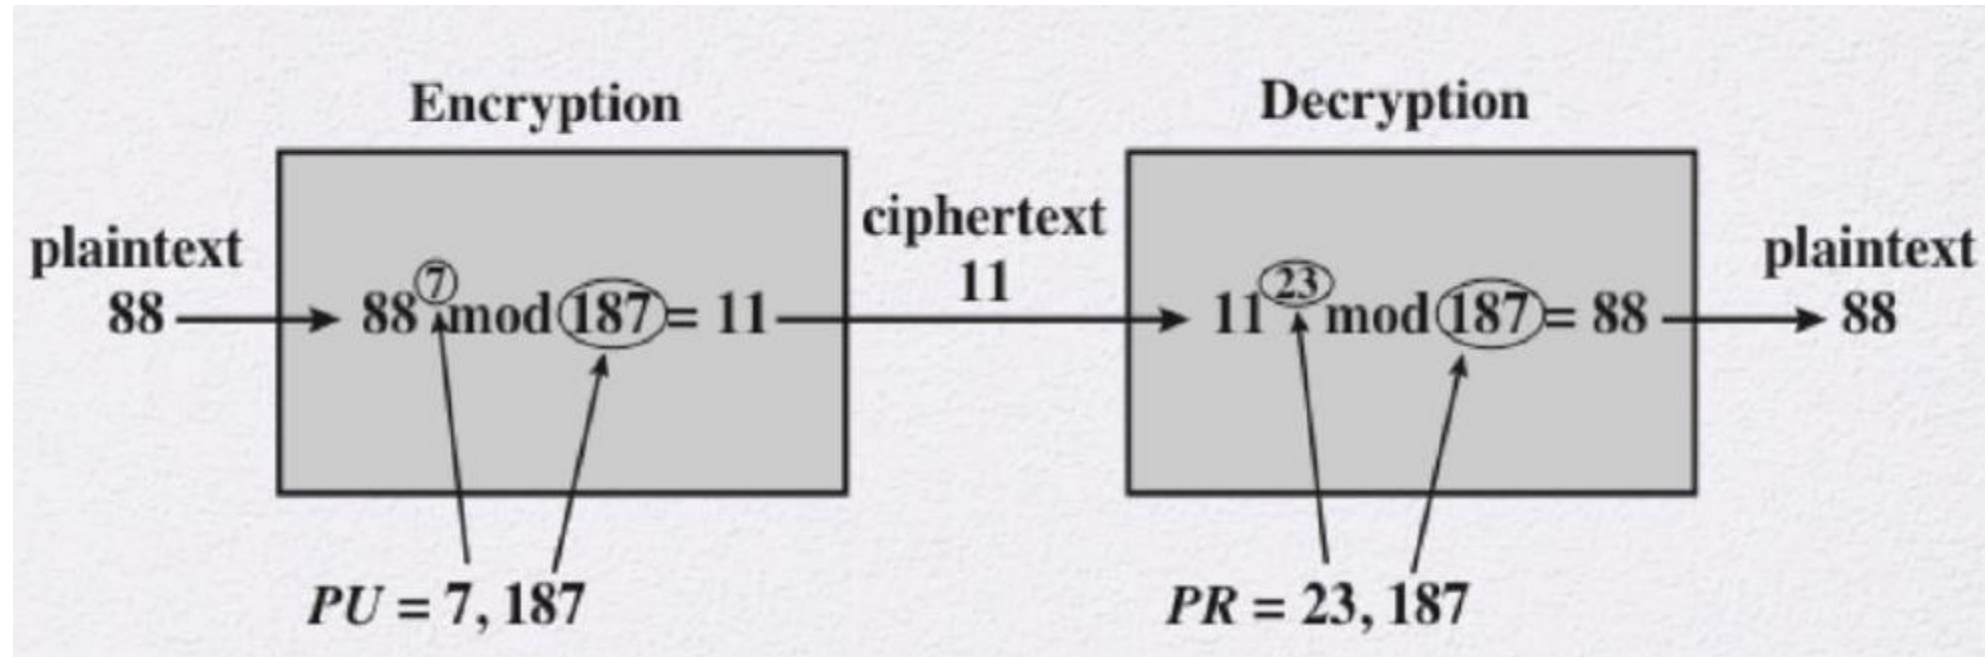 Encryption
plaintext
88
88^7 mod 187 = 11
PU = 7, 187
ciphertext
11
Decryption
11^23 mod 187 = 88
PR = 23, 187
plaintext
88